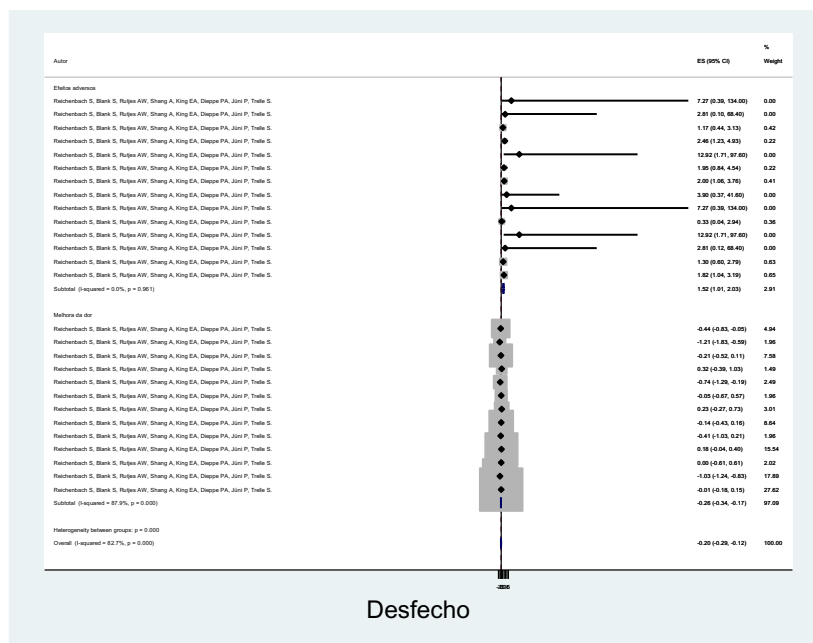 %
Autor ES (95% CI) Weight
Efeitos adversos
Reichenbach S, Blank S, Rutjes AW, Shang A, King EA, Dieppe PA, Jüni P, Trelle S. 7.27 (0.39, 134.00) 0.00
Reichenbach S, Blank S, Rutjes AW, Shang A, King EA, Dieppe PA, Jüni P, Trelle S. 2.81 (0.10, 68.40) 0.00
Reichenbach S, Blank S, Rutjes AW, Shang A, King EA, Dieppe PA, Jüni P, Trelle S. 1.17 (0.44, 3.13) 0.42
Reichenbach S, Blank S, Rutjes AW, Shang A, King EA, Dieppe PA, Jüni P, Trelle S. 2.46 (1.23, 4.93) 0.22
Reichenbach S, Blank S, Rutjes AW, Shang A, King EA, Dieppe PA, Jüni P, Trelle S. 12.92 (1.71, 97.60) 0.00
Reichenbach S, Blank S, Rutjes AW, Shang A, King EA, Dieppe PA, Jüni P, Trelle S. 1.95 (0.84, 4.54) 0.22
Reichenbach S, Blank S, Rutjes AW, Shang A, King EA, Dieppe PA, Jüni P, Trelle S. 2.00 (1.06, 3.76) 0.41
Reichenbach S, Blank S, Rutjes AW, Shang A, King EA, Dieppe PA, Jüni P, Trelle S. 3.90 (0.37, 41.60) 0.00
Reichenbach S, Blank S, Rutjes AW, Shang A, King EA, Dieppe PA, Jüni P, Trelle S. 7.27 (0.39, 134.00) 0.00
Reichenbach S, Blank S, Rutjes AW, Shang A, King EA, Dieppe PA, Jüni P, Trelle S. 0.33 (0.04, 2.94) 0.36
Reichenbach S, Blank S, Rutjes AW, Shang A, King EA, Dieppe PA, Jüni P, Trelle S. 12.92 (1.71, 97.60) 0.00
Reichenbach S, Blank S, Rutjes AW, Shang A, King EA, Dieppe PA, Jüni P, Trelle S. 2.81 (0.12, 68.40) 0.00
Reichenbach S, Blank S, Rutjes AW, Shang A, King EA, Dieppe PA, Jüni P, Trelle S. 1.30 (0.60, 2.79) 0.63
Reichenbach S, Blank S, Rutjes AW, Shang A, King EA, Dieppe PA, Jüni P, Trelle S. 1.82 (1.04, 3.19) 0.65
Subtotal (I-squared = 0.0%, p = 0.961) 1.52 (1.01, 2.03) 2.91
Melhora da dor
Reichenbach S, Blank S, Rutjes AW, Shang A, King EA, Dieppe PA, Jüni P, Trelle S. -0.44 (-0.83, -0.05) 4.94
Reichenbach S, Blank S, Rutjes AW, Shang A, King EA, Dieppe PA, Jüni P, Trelle S. -1.21 (-1.83, -0.59) 1.96
Reichenbach S, Blank S, Rutjes AW, Shang A, King EA, Dieppe PA, Jüni P, Trelle S. -0.21 (-0.52, 0.11) 7.58
Reichenbach S, Blank S, Rutjes AW, Shang A, King EA, Dieppe PA, Jüni P, Trelle S. 0.32 (-0.39, 1.03) 1.49
Reichenbach S, Blank S, Rutjes AW, Shang A, King EA, Dieppe PA, Jüni P, Trelle S. -0.74 (-1.29, -0.19) 2.49
Reichenbach S, Blank S, Rutjes AW, Shang A, King EA, Dieppe PA, Jüni P, Trelle S. -0.05 (-0.67, 0.57) 1.96
Reichenbach S, Blank S, Rutjes AW, Shang A, King EA, Dieppe PA, Jüni P, Trelle S. 0.23 (-0.27, 0.73) 3.01
Reichenbach S, Blank S, Rutjes AW, Shang A, King EA, Dieppe PA, Jüni P, Trelle S. -0.14 (-0.43, 0.16) 8.64
Reichenbach S, Blank S, Rutjes AW, Shang A, King EA, Dieppe PA, Jüni P, Trelle S. -0.41 (-1.03, 0.21) 1.96
Reichenbach S, Blank S, Rutjes AW, Shang A, King EA, Dieppe PA, Jüni P, Trelle S. 0.18 (-0.04, 0.40) 15.54
Reichenbach S, Blank S, Rutjes AW, Shang A, King EA, Dieppe PA, Jüni P, Trelle S. 0.00 (-0.61, 0.61) 2.02
Reichenbach S, Blank S, Rutjes AW, Shang A, King EA, Dieppe PA, Jüni P, Trelle S. -1.03 (-1.24, -0.83) 17.89
Reichenbach S, Blank S, Rutjes AW, Shang A, King EA, Dieppe PA, Jüni P, Trelle S. -0.01 (-0.18, 0.15) 27.62
Subtotal (I-squared = 87.9%, p = 0.000) -0.26 (-0.34, -0.17) 97.09
Heterogeneity between groups: p = 0.000
Overall (I-squared = 82.7%, p = 0.000) -0.20 (-0.29, -0.12) 100.00
Desfecho